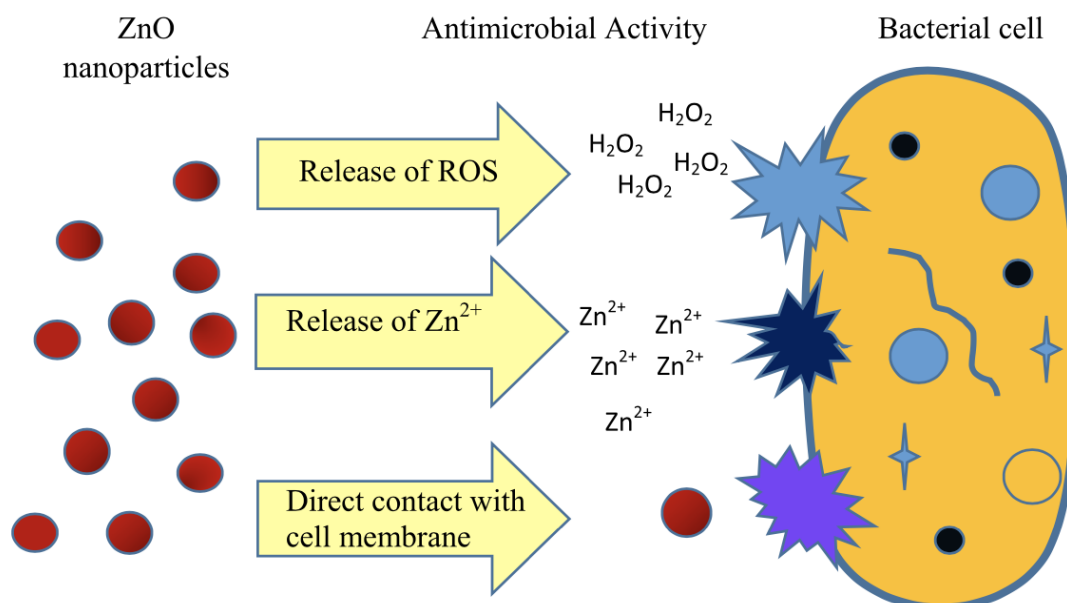 ZnO
nanoparticles
Antimicrobial Activity
Bacterial cell
Release of ROS
H₂O₂
H₂O₂
H₂O₂
H₂O₂
Release of Zn²⁺
Zn²⁺
Zn²⁺
Zn²⁺
Zn²⁺
Zn²⁺
Direct contact with
cell membrane